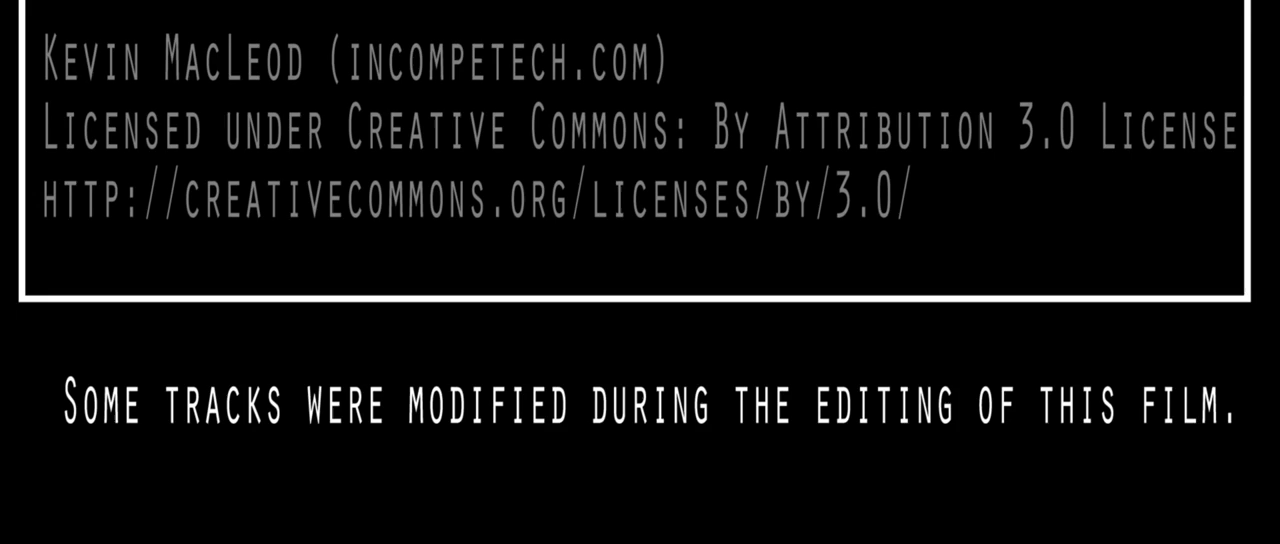 Kevin MacLeod (incompetech.com)
Licensed under Creative Commons: By Attribution 3.0 License
http://creativecommons.org/licenses/by/3.0/
Some tracks were modified during the editing of this film.